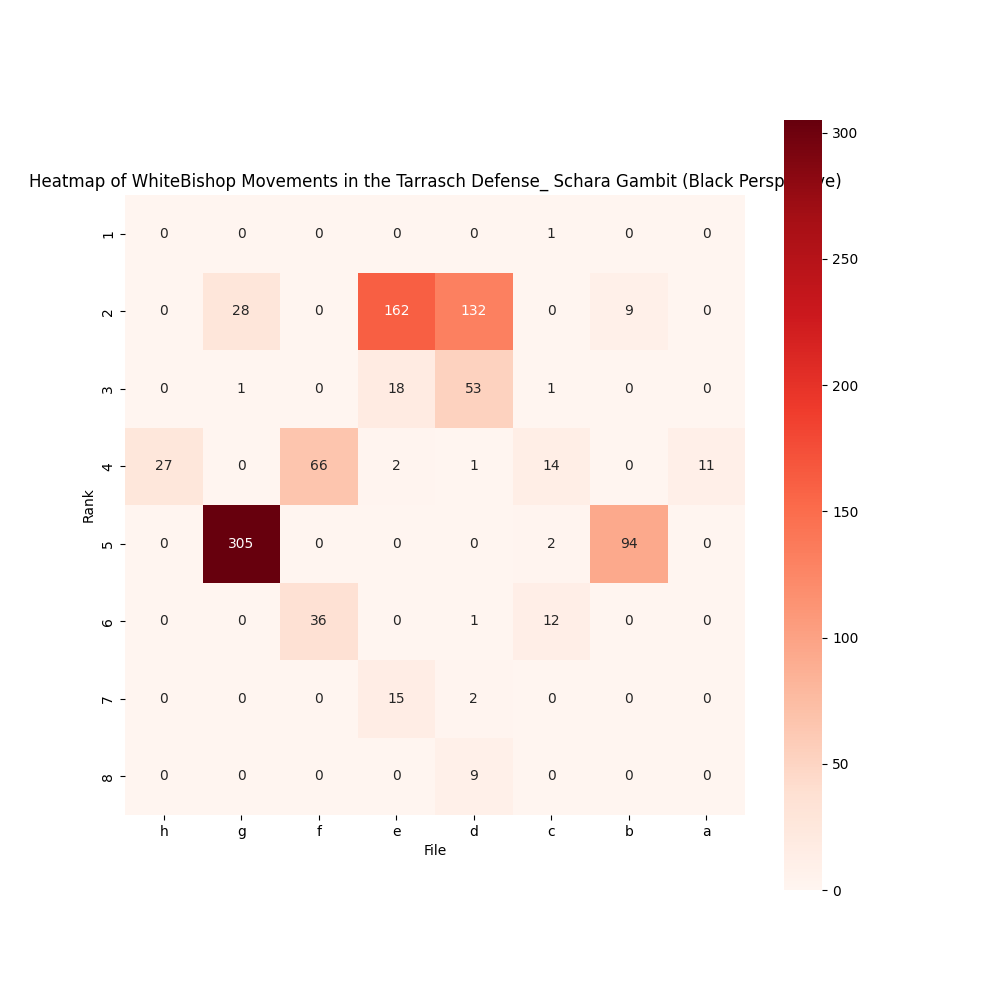 Heatmap of WhiteBishop Movements in the Tarrasch Defense_ Schara Gambit (Black Persp ve)
300
250
200
150
100
50
0
Rank
1 0 0 0 0 0 1 0 0
2 0 28 0 162 132 0 9 0
3 0 1 0 18 53 1 0 0
4 27 0 66 2 1 14 0 11
5 0 305 0 0 0 2 94 0
6 0 0 36 0 1 12 0 0
7 0 0 0 15 2 0 0 0
8 0 0 0 0 9 0 0 0
h g f e d c b a
File